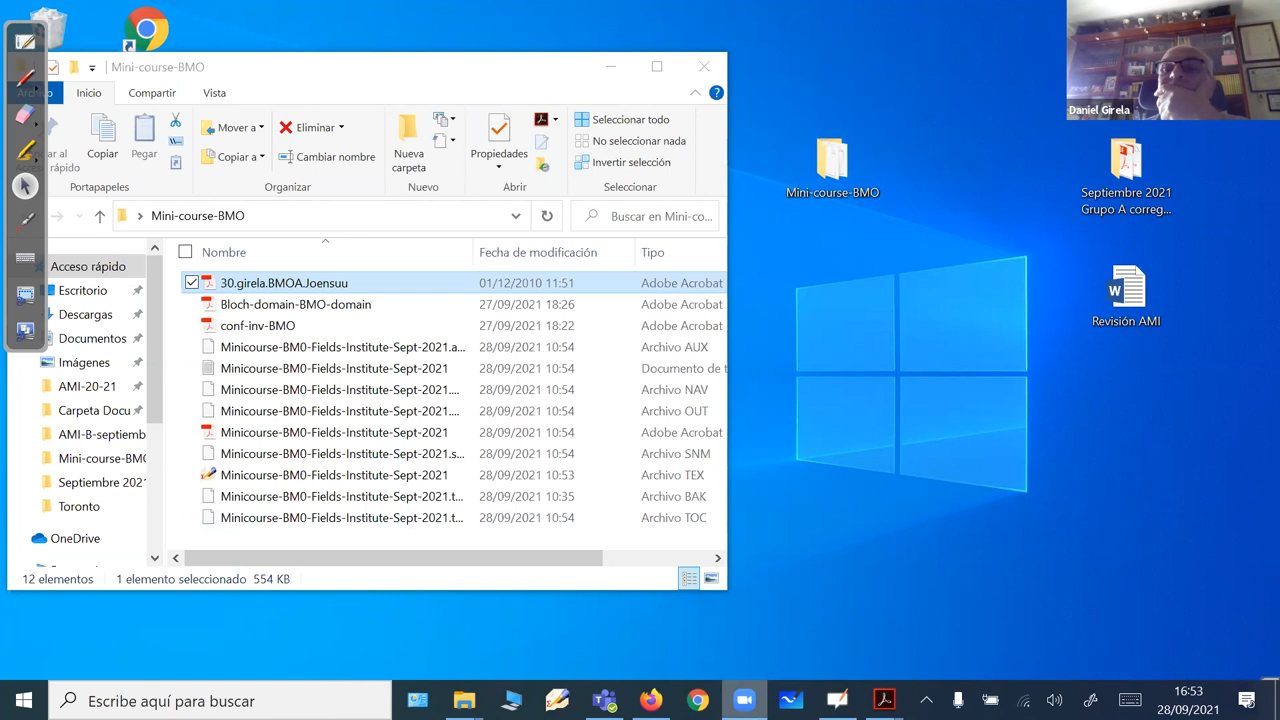 Mini-course-BMO
Archivo
Inicio
Compartir
Vista
Copiar
Pegar
Mover a
Copiar a
Eliminar
Cambiar nombre
Nueva
carpeta
Propiedades
Seleccionar todo
No seleccionar nada
Invertir selección
Portapapeles
Organizar
Nuevo
Abrir
Seleccionar
Mini-course-BMO
Buscar en Mini-co...
Nombre
Fecha de modificación
Tipo
Acceso rápido
Escritorio
Descargas
Documentos
Imágenes
AMI-20-21
Carpeta Docu
AMI-B-septiemb
Mini-course-BMO
Septiembre 2021
Toronto
OneDrive
30.girela.BMOA.Joensuu 01/12/2010 11:51 Adobe Acrobat
Bloch-domain-BMO-domain 27/09/2021 18:26 Adobe Acrobat
conf-inv-BMO 27/09/2021 18:22 Adobe Acrobat
Minicourse-BM0-Fields-Institute-Sept-2021.a... 28/09/2021 10:54 Archivo AUX
Minicourse-BM0-Fields-Institute-Sept-2021 28/09/2021 10:54 Documento de t
Minicourse-BM0-Fields-Institute-Sept-2021.... 28/09/2021 10:54 Archivo NAV
Minicourse-BM0-Fields-Institute-Sept-2021.... 28/09/2021 10:54 Archivo OUT
Minicourse-BM0-Fields-Institute-Sept-2021 28/09/2021 10:54 Adobe Acrobat
Minicourse-BM0-Fields-Institute-Sept-2021.s... 28/09/2021 10:54 Archivo SNM
Minicourse-BM0-Fields-Institute-Sept-2021 28/09/2021 10:53 Archivo TEX
Minicourse-BM0-Fields-Institute-Sept-2021.t... 28/09/2021 10:35 Archivo BAK
Minicourse-BM0-Fields-Institute-Sept-2021.t... 28/09/2021 10:54 Archivo TOC
12 elementos
1 elemento seleccionado 554 KB
Daniel Girela
Mini-course-BMO
Septiembre 2021
Grupo A correg...
Revisión AMI
Escribe aquí para buscar
16:53
28/09/2021